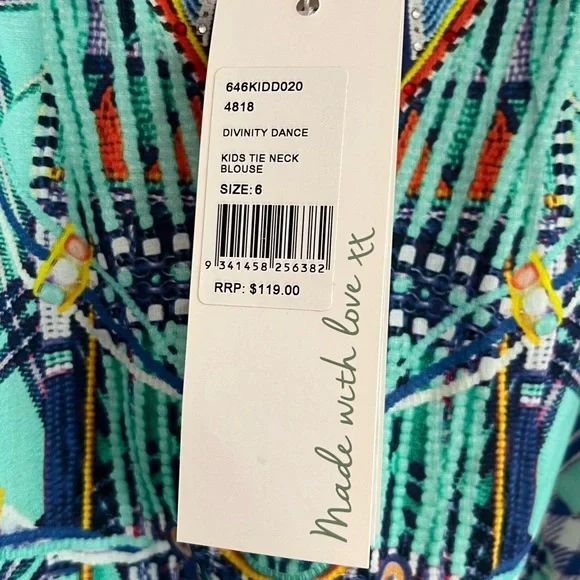 646KIDD020
4818
DIVINITY DANCE
KIDS TIE NECK
BLOUSE
SIZE: 6
9 341458 256382
RRP: $119.00
Made with love xx